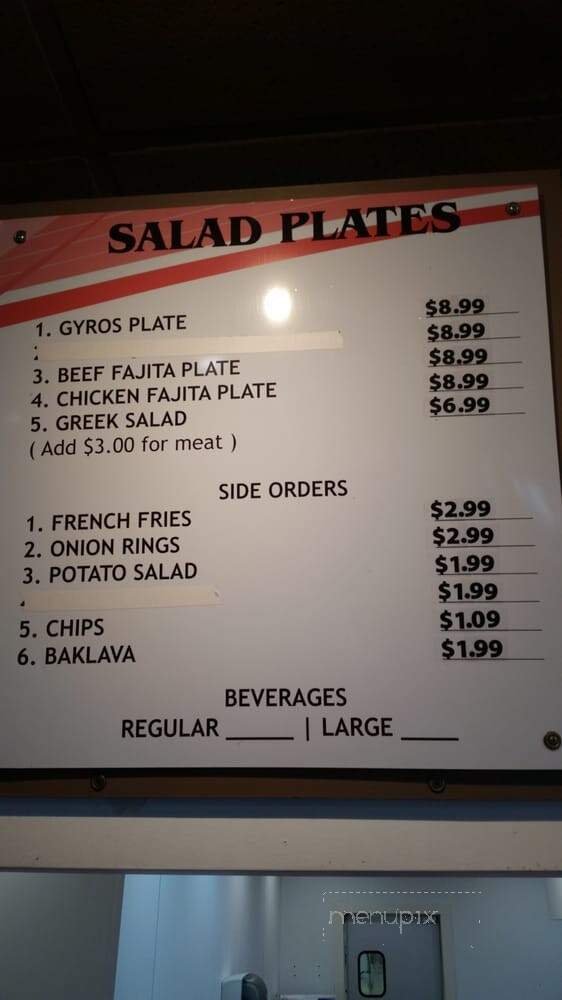 SALAD PLATES
1. GYROS PLATE $8.99
$8.99
3. BEEF FAJITA PLATE $8.99
4. CHICKEN FAJITA PLATE $8.99
5. GREEK SALAD $6.99
( Add $3.00 for meat )
SIDE ORDERS
1. FRENCH FRIES $2.99
2. ONION RINGS $2.99
3. POTATO SALAD $1.99
$1.99
5. CHIPS $1.09
6. BAKLAVA $1.99
BEVERAGES
REGULAR _____ | LARGE _____
menupix